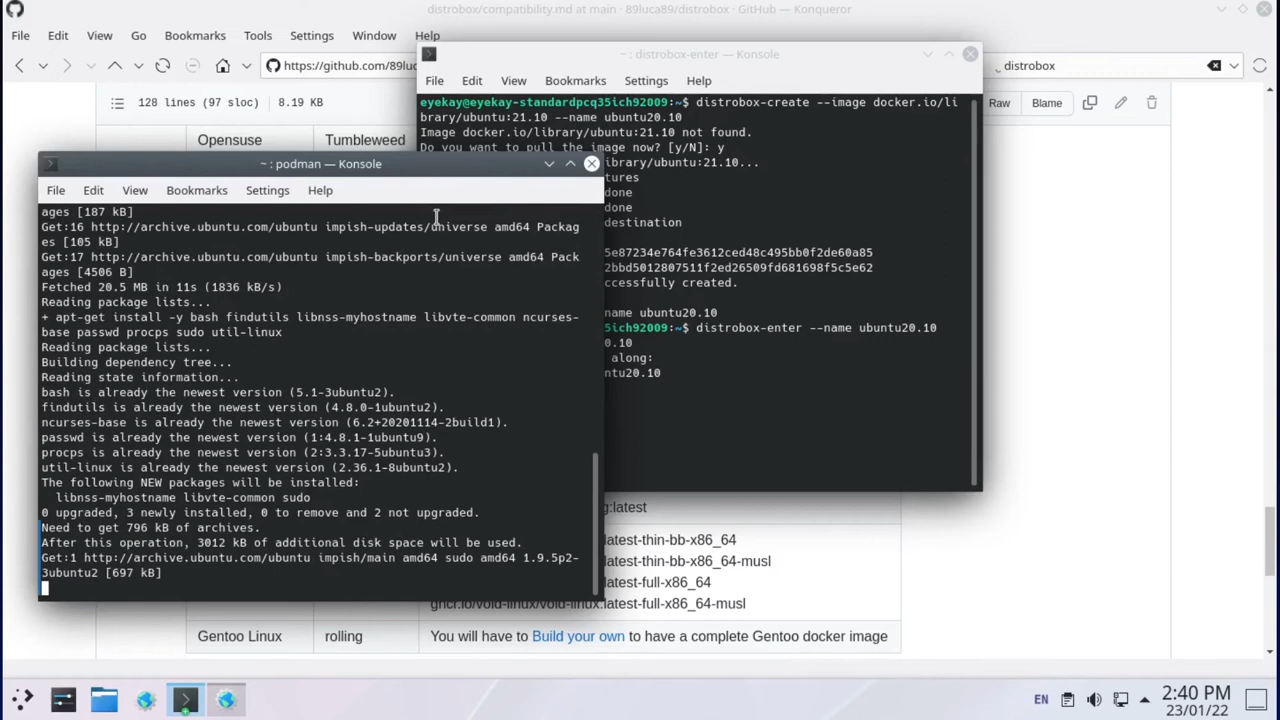 distrobox/compatibility.md at main · 89luca89/distrobox · GitHub — Konqueror
File Edit View Go Bookmarks Tools Settings Window Help
https://github.com/89luc
distrobox
128 lines (97 sloc) 8.19 KB
Raw Blame
Opensuse Tumbleweed
~ : distrobox-enter — Konsole
File Edit View Bookmarks Settings Help
eyekay@eyekay-standardpcq35ich92009:~$ distrobox-create --image docker.io/li
brary/ubuntu:21.10 --name ubuntu20.10
Image docker.io/library/ubuntu:21.10 not found.
Do you want to pull the image now? [y/N]: y
library/ubuntu:21.10...
tures
done
done
destination
5e87234e764fe3612ced48c495bb0f2de60a85
2bbd5012807511f2ed26509fd681698f5c5e62
ccessfully created.
name ubuntu20.10
5ich92009:~$ distrobox-enter --name ubuntu20.10
0.10
along:
ntu20.10
~ : podman — Konsole
File Edit View Bookmarks Settings Help
ages [187 kB]
Get:16 http://archive.ubuntu.com/ubuntu impish-updates/universe amd64 Packag
es [105 kB]
Get:17 http://archive.ubuntu.com/ubuntu impish-backports/universe amd64 Pack
ages [4506 B]
Fetched 20.5 MB in 11s (1836 kB/s)
Reading package lists...
+ apt-get install -y bash findutils libnss-myhostname libvte-common ncurses-
base passwd procps sudo util-linux
Reading package lists...
Building dependency tree...
Reading state information...
bash is already the newest version (5.1-3ubuntu2).
findutils is already the newest version (4.8.0-1ubuntu2).
ncurses-base is already the newest version (6.2+20201114-2build1).
passwd is already the newest version (1:4.8.1-1ubuntu9).
procps is already the newest version (2:3.3.17-5ubuntu3).
util-linux is already the newest version (2.36.1-8ubuntu2).
The following NEW packages will be installed:
libnss-myhostname libvte-common sudo
0 upgraded, 3 newly installed, 0 to remove and 2 not upgraded.
Need to get 796 kB of archives.
After this operation, 3012 kB of additional disk space will be used.
Get:1 http://archive.ubuntu.com/ubuntu impish/main amd64 sudo amd64 1.9.5p2-
3ubuntu2 [697 kB]
g:latest
latest-thin-bb-x86_64
latest-thin-bb-x86_64-musl
latest-full-x86_64
ghcr.io/void-linux/void-linux:latest-full-x86_64-musl
Gentoo Linux rolling You will have to Build your own to have a complete Gentoo docker image
EN
2:40 PM
23/01/22